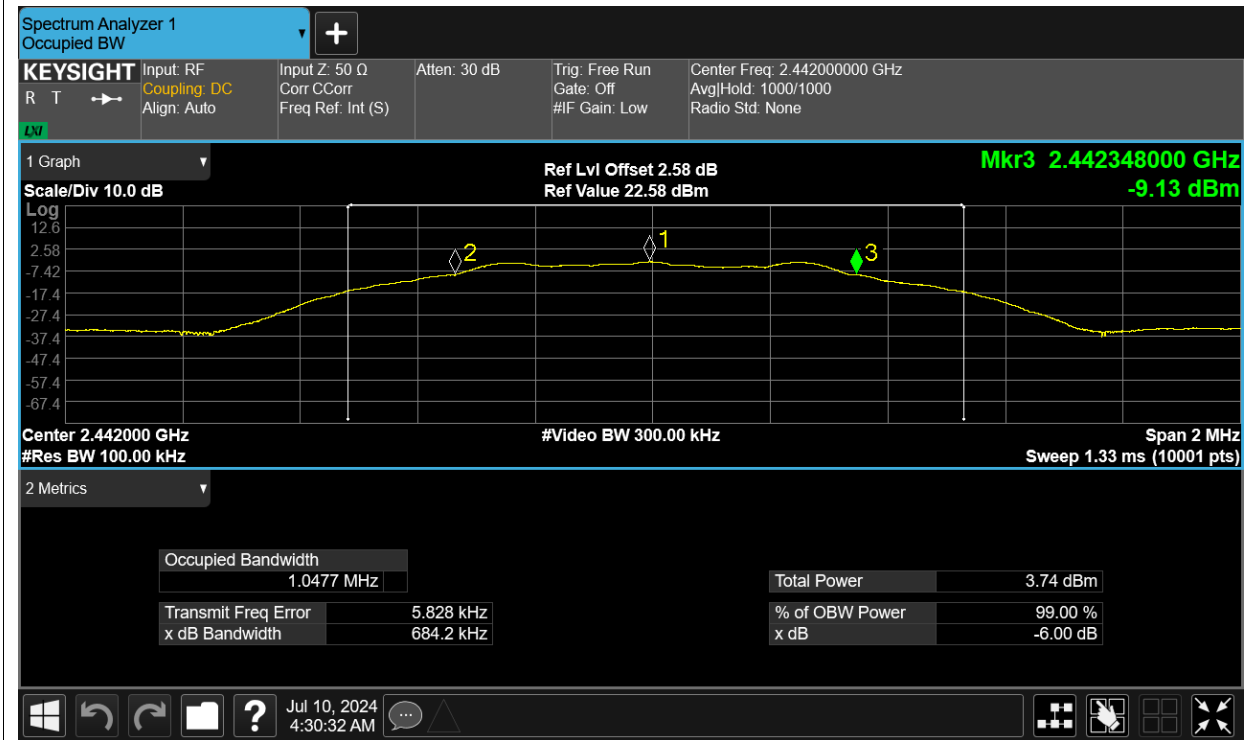 Spectrum Analyzer 1
Occupied BW
+
KEYSIGHT
R T
LXI
Input: RF
Coupling: DC
Align: Auto
Input Z: 50 Ω
Corr CCorr
Freq Ref: Int (S)
Atten: 30 dB
Trig: Free Run
Gate: Off
#IF Gain: Low
Center Freq: 2.442000000 GHz
Avg|Hold: 1000/1000
Radio Std: None
1 Graph
Scale/Div 10.0 dB
Ref Lvl Offset 2.58 dB
Ref Value 22.58 dBm
Mkr3 2.442348000 GHz
-9.13 dBm
Log
12.6
2.58
-7.42
-17.4
-27.4
-37.4
-47.4
-57.4
-67.4
2
1
3
Center 2.442000 GHz
#Video BW 300.00 kHz
Span 2 MHz
#Res BW 100.00 kHz
Sweep 1.33 ms (10001 pts)
2 Metrics
Occupied Bandwidth
1.0477 MHz
Transmit Freq Error 5.828 kHz
x dB Bandwidth 684.2 kHz
Total Power 3.74 dBm
% of OBW Power 99.00 %
x dB -6.00 dB
?
Jul 10, 2024
4:30:32 AM